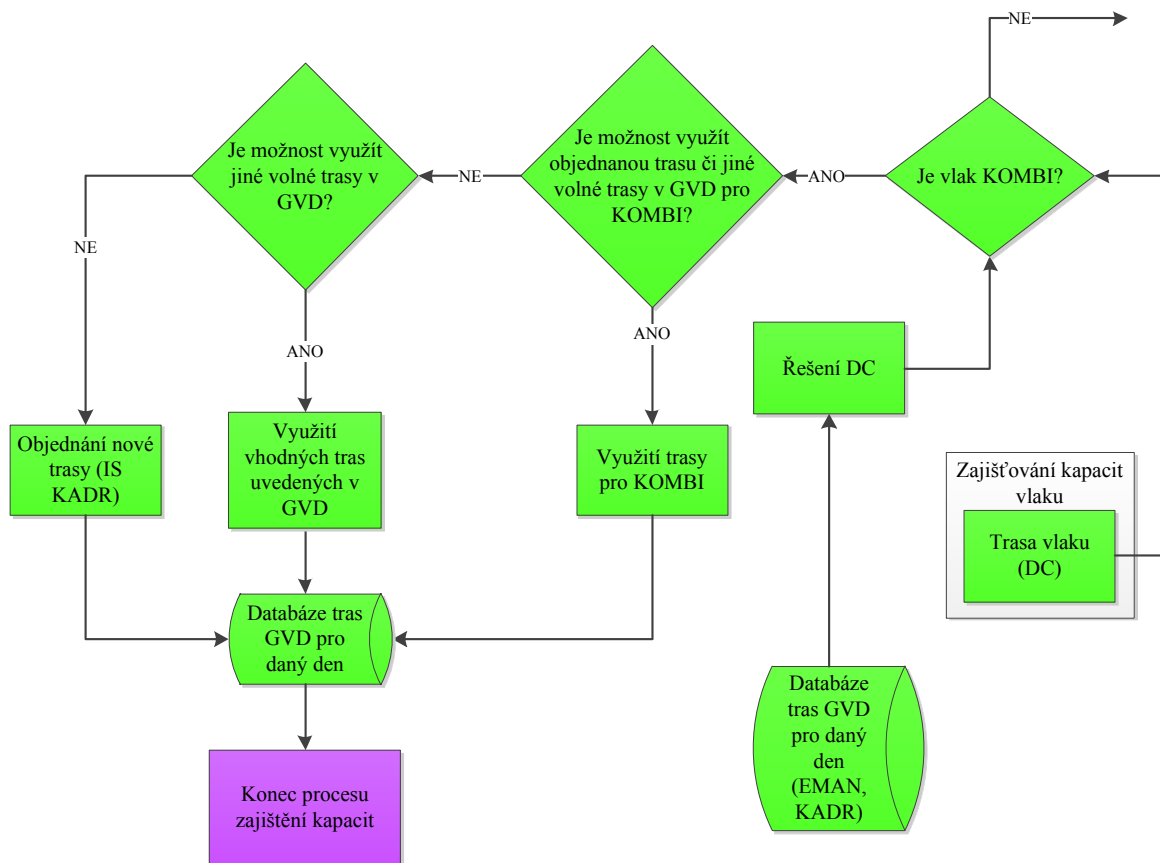 NE
Je možnost využít
jiné volné trasy v
GVD?
NE
Je možnost využít
objednanou trasu či jiné
volné trasy v GVD pro
KOMBI?
ANO
Je vlak KOMBI?
NE
ANO
ANO
Řešení DC
Objednání nové
trasy (IS
KADR)
Využití
vhodných tras
uvedených v
GVD
Využití trasy
pro KOMBI
Zajišťování kapacit
vlaku
Trasa vlaku
(DC)
Databáze tras
GVD pro
daný den
Databáze
tras GVD
pro daný
den
(EMAN,
KADR)
Konec procesu
zajištění kapacit